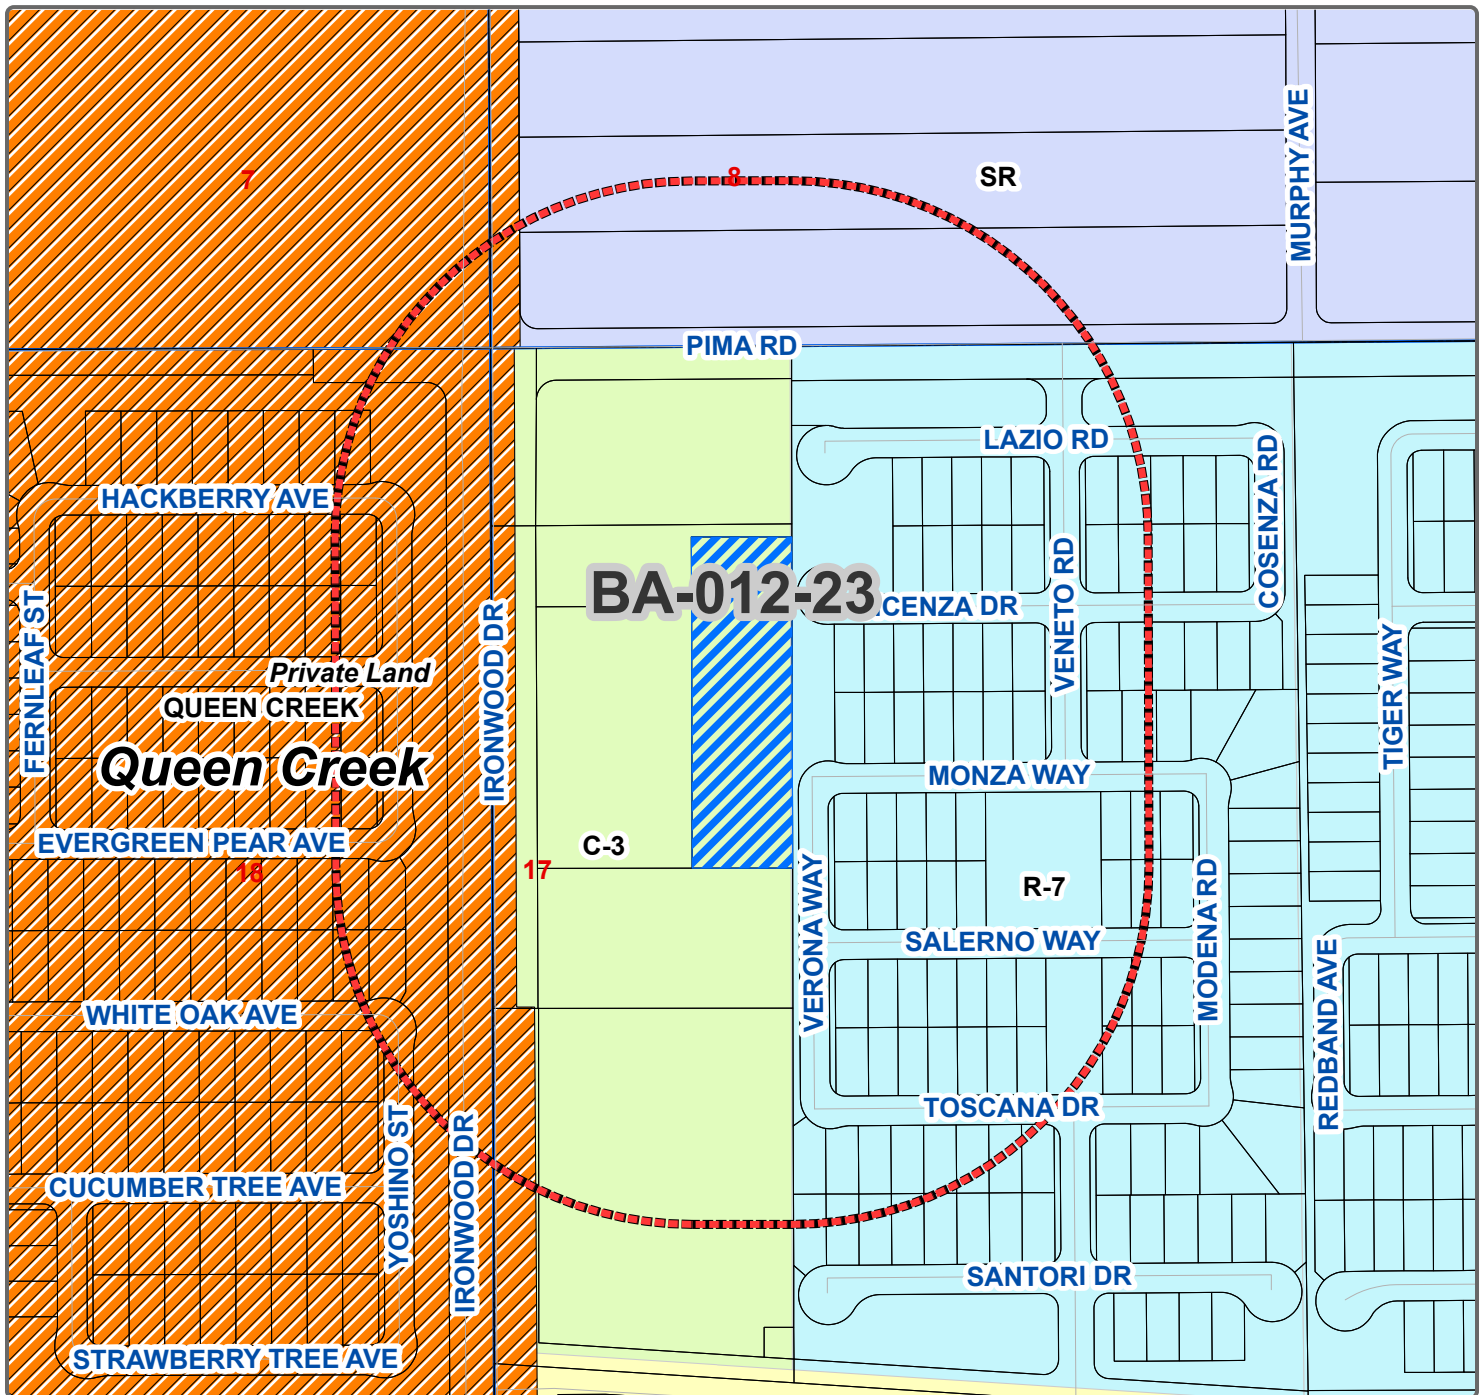 7
8
SR
MURPHY AVE
PIMA RD
LAZIO RD
COSENZA RD
HACKBERRY AVE
BA-012-23
ICENZA DR
VENETO RD
FERNLEAF ST
IRONWOOD DR
TIGER WAY
Private Land
QUEEN CREEK
Queen Creek
MONZA WAY
EVERGREEN PEAR AVE
C-3
18
17
R-7
VERONA WAY
MODENA RD
SALERNO WAY
REDBAND AVE
WHITE OAK AVE
TOSCANA DR
YOSHINO ST
IRONWOOD DR
CUCUMBER TREE AVE
SANTORI DR
STRAWBERRY TREE AVE